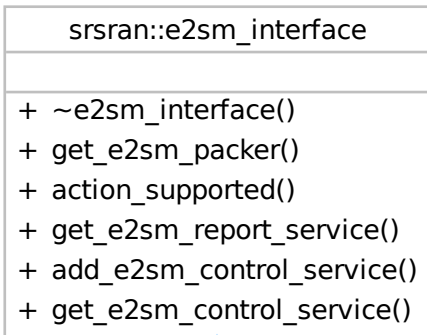 srsran::e2sm_interface
+ ~e2sm_interface()
+ get_e2sm_packer()
+ action_supported()
+ get_e2sm_report_service()
+ add_e2sm_control_service()
+ get_e2sm_control_service()